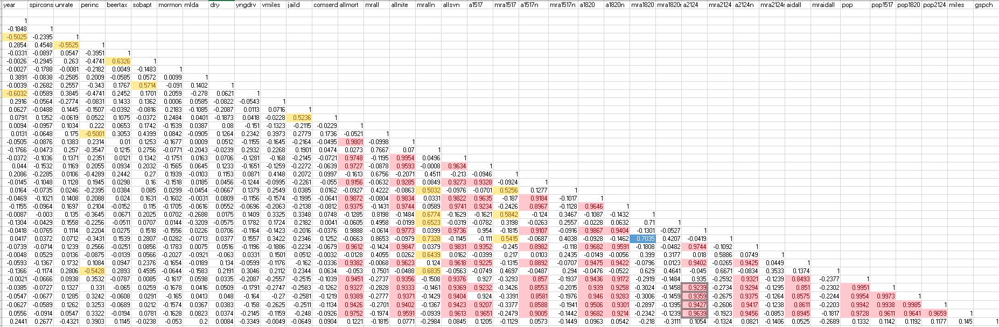 year spircons unrate perinc beertax sobapt mormon mlda dry yngdrv vmiles jaild comserd allmort mrall allnite mralln allsvn a1517 mra1517 a1517n mra1517n a1820 a1820n mra1820 mra1820r a2124 mra2124 a2124n mra2124r aidall mraidall pop pop1517 pop1820 pop2124 miles gspch
1
-0.1848 1
-0.5025 -0.2395 1
0.2854 0.4548 -0.5525 1
-0.0331 -0.0897 0.0547 -0.3951 1
-0.0026 -0.2945 0.263 -0.4741 0.6326 1
-0.0027 -0.1788 -0.0081 -0.2182 0.0049 -0.1483 1
0.3891 -0.0838 -0.2585 0.2009 -0.0585 0.0572 0.0099 1
-0.0039 -0.2682 0.2557 -0.343 0.1767 0.5714 -0.091 0.1402 1
-0.6032 -0.0589 0.3845 -0.4741 0.2452 0.1701 0.2059 -0.278 0.0621 1
0.2916 -0.0564 -0.2774 -0.0831 0.1433 0.1362 0.0006 0.0585 -0.0822 -0.0543 1
0.0627 -0.0488 0.1445 -0.1507 -0.0392 -0.0816 0.2183 -0.1085 -0.2087 0.0113 0.0716 1
0.0791 0.1352 -0.0619 0.0522 0.1075 -0.0372 0.2484 0.0401 -0.1873 0.0418 -0.0228 0.5236 1
0.0094 -0.0957 0.1034 0.222 0.0653 0.1742 -0.1539 0.0387 0.08 -0.151 -0.1323 -0.2115 -0.0229 1
0.0131 -0.0648 0.175 -0.5001 0.3053 0.4399 0.0842 -0.0905 0.1264 0.2342 0.3973 0.2779 0.1736 -0.0521 1
-0.0505 -0.0876 0.1383 0.2314 0.01 0.1253 -0.1677 0.0009 0.0512 -0.1155 -0.1645 -0.2164 -0.0495 0.9801 -0.0998 1
-0.1766 -0.0473 0.257 -0.3547 0.1215 0.2756 -0.0771 -0.2043 -0.0239 0.2932 0.2268 0.1901 0.0474 0.0273 0.7667 0.07 1
-0.0372 -0.1036 0.1371 0.2351 0.0121 0.1342 -0.1751 0.0163 0.0706 -0.1281 -0.168 -0.2145 -0.0721 0.9748 -0.1195 0.9954 0.0496 1
0.044 -0.1532 0.1169 0.2055 0.0934 0.2032 -0.1565 0.0645 0.1233 -0.1651 -0.1259 -0.2272 -0.0639 0.9727 -0.0878 0.9593 -0.0008 0.9634 1
0.2086 -0.2285 0.0106 -0.4289 0.2442 0.27 0.1939 -0.0103 0.1153 0.0871 0.4148 0.2072 0.0997 -0.1613 0.6756 -0.2071 0.4511 -0.213 -0.0946 1
-0.0145 -0.1048 0.1128 0.1945 0.0298 0.16 -0.1518 0.0185 0.0456 -0.1244 -0.0995 -0.2261 -0.055 0.9156 -0.0632 0.9285 0.0849 0.9273 0.9328 -0.0924 1
0.0164 -0.0735 0.0246 -0.2395 0.0384 0.085 0.0299 -0.0454 -0.0667 0.1379 0.2549 0.0385 0.0162 -0.0927 0.4222 -0.0863 0.5032 -0.0976 -0.0701 0.5256 0.1277 1
-0.0469 -0.1021 0.1408 0.2088 0.024 0.1631 -0.1602 -0.0031 0.0809 -0.1156 -0.1574 -0.1995 -0.0641 0.9872 -0.0804 0.9834 0.0331 0.9822 0.9635 -0.187 0.9184 -0.1017 1
-0.1155 -0.0964 0.1697 0.2104 -0.0152 0.115 -0.1705 -0.0616 0.0552 -0.0696 -0.2063 -0.2138 -0.0812 0.9375 -0.1431 0.9744 0.0589 0.9741 0.9234 -0.2426 0.8967 -0.1128 0.9646 1
-0.0087 -0.003 0.135 -0.3645 0.0671 0.2025 0.0702 -0.2688 0.0175 0.1409 0.3325 0.3348 0.0748 -0.1285 0.8198 -0.1484 0.6774 -0.1629 -0.1621 0.5842 -0.124 0.3467 -0.1087 -0.1432 1
-0.1304 -0.0429 0.1558 -0.2256 -0.0511 0.0707 0.0144 -0.3209 -0.0575 0.1782 0.1724 0.2182 0.0041 -0.0605 0.4958 -0.0199 0.6523 -0.0319 -0.0782 0.3198 -0.0263 0.2557 -0.0228 0.0632 0.71 1
-0.0418 -0.0765 0.1114 0.2204 0.0275 0.1518 -0.1556 0.0226 0.0706 -0.1164 -0.1423 -0.2016 -0.0376 0.9888 -0.0614 0.9773 0.0399 0.9736 0.954 -0.1815 0.9107 -0.0916 0.9867 0.9404 -0.1301 -0.0527 1
0.0417 0.0372 0.0712 -0.3431 0.1539 0.2807 -0.0282 -0.0713 0.0377 0.1557 0.3422 0.2346 0.1252 -0.0663 0.8653 -0.0979 0.7328 -0.1145 -0.111 0.5415 -0.0687 0.4038 -0.0928 -0.1462 0.7035 0.4207 -0.0419 1
-0.0739 -0.0714 0.1239 0.2566 -0.0251 0.0856 -0.1783 0.0075 0.0516 -0.1196 -0.1886 -0.2234 -0.0679 0.9612 -0.1424 0.9847 0.0379 0.9831 0.9352 -0.245 0.8982 -0.118 0.9682 0.9591 -0.1808 -0.0482 0.9744 -0.1092 1
-0.0048 0.0529 0.0136 -0.0875 -0.0139 0.0566 -0.2027 -0.0921 -0.063 0.0331 0.1501 0.0512 -0.0032 -0.0128 0.4055 0.0262 0.6439 0.0162 -0.0399 0.217 0.0103 0.2435 -0.0149 -0.0056 0.399 0.3177 0.018 0.5886 0.0749 1
-0.0593 -0.1367 0.1732 0.1084 0.0947 0.2376 -0.1654 -0.0189 0.134 -0.0599 -0.1176 -0.162 -0.0336 0.9382 -0.0068 0.9623 0.124 0.9618 0.9225 -0.1315 0.8892 -0.0707 0.9475 0.9422 -0.0796 0.0123 0.9402 -0.0265 0.9425 0.0449 1
-0.1366 -0.1174 0.2806 -0.5428 0.2893 0.4595 -0.0644 -0.1583 0.2191 0.3046 0.2112 0.2344 0.0634 -0.053 0.7501 -0.0488 0.6835 -0.0563 -0.0749 0.4697 -0.0487 0.294 -0.0476 -0.0522 0.629 0.4641 -0.045 0.6671 -0.0834 0.3533 0.1374 1
-0.0021 -0.0666 0.0938 0.3532 -0.0787 0.0085 -0.1617 0.0598 0.0335 -0.2087 -0.2557 -0.2515 -0.1039 0.9451 -0.2737 0.9356 -0.1508 0.9376 0.927 -0.3293 0.857 -0.1937 0.9436 0.9172 -0.2919 -0.1484 0.935 -0.2592 0.9321 -0.1239 0.8493 -0.2377 1
-0.0385 -0.0727 0.1327 0.331 -0.065 0.0259 -0.1678 0.0416 0.0509 -0.1791 -0.2747 -0.2583 -0.1262 0.9327 -0.2828 0.9333 -0.1461 0.9369 0.9232 -0.3426 0.8553 -0.2015 0.939 0.9258 -0.3024 -0.1458 0.9239 -0.2734 0.9294 -0.1295 0.851 -0.2302 0.9951 1
-0.0547 -0.0677 0.1285 0.3242 -0.0608 0.0291 -0.165 0.0413 0.048 -0.164 -0.27 -0.2581 -0.1219 0.9389 -0.2777 0.9371 -0.1429 0.9404 0.924 -0.3391 0.8581 -0.1976 0.946 0.9283 -0.3006 -0.1459 0.9359 -0.2675 0.9375 -0.1264 0.8575 -0.2244 0.9954 0.9973 1
-0.0627 -0.0589 0.1262 0.3253 -0.0689 0.0212 -0.1574 0.0367 0.0383 -0.158 -0.2625 -0.2511 -0.1134 0.9426 -0.2701 0.9402 -0.1367 0.9423 0.9207 -0.3377 0.8588 -0.1941 0.9506 0.9301 -0.2897 -0.1395 0.9427 -0.2606 0.9417 -0.1238 0.8611 -0.2203 0.9942 0.9938 0.9985 1
0.0556 -0.0914 0.0547 0.3322 -0.0194 0.0781 -0.1628 0.0823 0.0374 -0.2145 -0.1159 -0.248 -0.0926 0.9752 -0.1974 0.9591 -0.0939 0.9613 0.9651 -0.2479 0.9005 -0.1442 0.9682 0.9214 -0.2342 -0.1239 0.9639 -0.1923 0.9456 -0.0853 0.8945 -0.1817 0.9728 0.9611 0.9641 0.9659 1
0.2441 0.2677 -0.4321 0.3903 0.1145 -0.0238 -0.053 0.2 0.0084 -0.3349 -0.0049 -0.0649 0.0904 0.1221 -0.1815 0.0771 -0.2984 0.0845 0.1205 -0.1129 0.0573 -0.1449 0.0963 0.0542 -0.218 -0.3111 0.1054 -0.1324 0.0821 -0.1406 0.0525 -0.2689 0.1332 0.1142 0.1192 0.1177 0.145 1